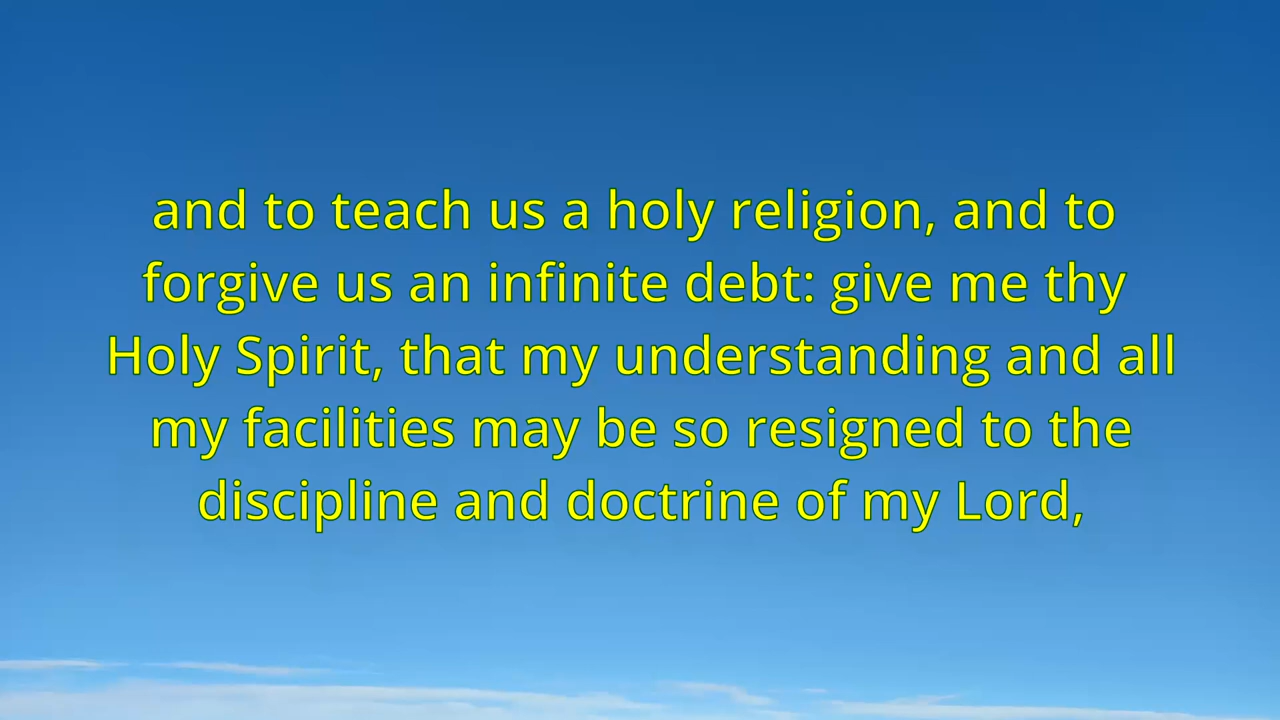 and to teach us a holy religion, and to
forgive us an infinite debt: give me thy
Holy Spirit, that my understanding and all
my facilities may be so resigned to the
discipline and doctrine of my Lord,